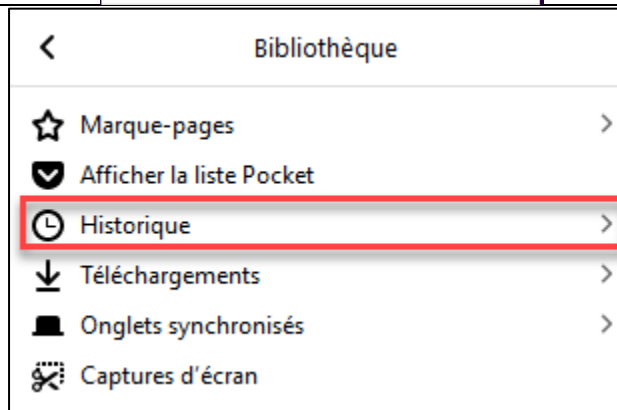 Bibliothèque
Marque-pages
Afficher la liste Pocket
Historique
Téléchargements
Onglets synchronisés
Captures d’écran